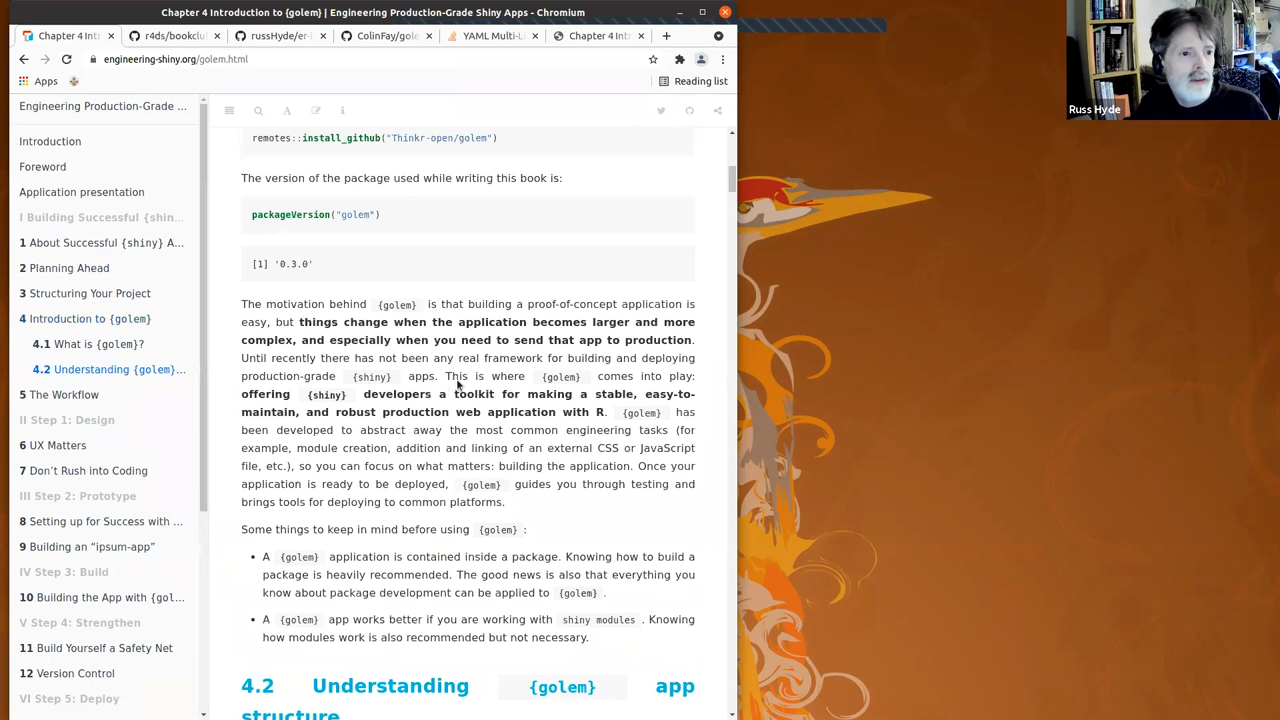 Chapter 4 Introduction to {golem} | Engineering Production-Grade Shiny Apps - Chromium
Chapter 4 Intr
r4ds/bookclu
russHyde/er-
ColinFay/gole
YAML Multi-L
Chapter 4 Intr
engineering-shiny.org/golem.html
Apps
Reading list
Engineering Production-Grade ...
Introduction
Foreword
Application presentation
I Building Successful {shin...
1 About Successful {shiny} A...
2 Planning Ahead
3 Structuring Your Project
4 Introduction to {golem}
4.1 What is {golem}?
4.2 Understanding {golem}...
5 The Workflow
II Step 1: Design
6 UX Matters
7 Don't Rush into Coding
III Step 2: Prototype
8 Setting up for Success with ...
9 Building an “ipsum-app”
IV Step 3: Build
10 Building the App with {gol...
V Step 4: Strengthen
11 Build Yourself a Safety Net
12 Version Control
VI Step 5: Deploy
remotes::install_github("Thinkr-open/golem")
The version of the package used while writing this book is:
packageVersion("golem")
[1] '0.3.0'
The motivation behind {golem} is that building a proof-of-concept application is
easy, but things change when the application becomes larger and more
complex, and especially when you need to send that app to production.
Until recently there has not been any real framework for building and deploying
production-grade {shiny} apps. This is where {golem} comes into play:
offering {shiny} developers a toolkit for making a stable, easy-to-
maintain, and robust production web application with R. {golem} has
been developed to abstract away the most common engineering tasks (for
example, module creation, addition and linking of an external CSS or JavaScript
file, etc.), so you can focus on what matters: building the application. Once your
application is ready to be deployed, {golem} guides you through testing and
brings tools for deploying to common platforms.
Some things to keep in mind before using {golem} :
• A {golem} application is contained inside a package. Knowing how to build a
package is heavily recommended. The good news is also that everything you
know about package development can be applied to {golem} .
• A {golem} app works better if you are working with shiny modules . Knowing
how modules work is also recommended but not necessary.
4.2 Understanding {golem} app
structure
Russ Hyde